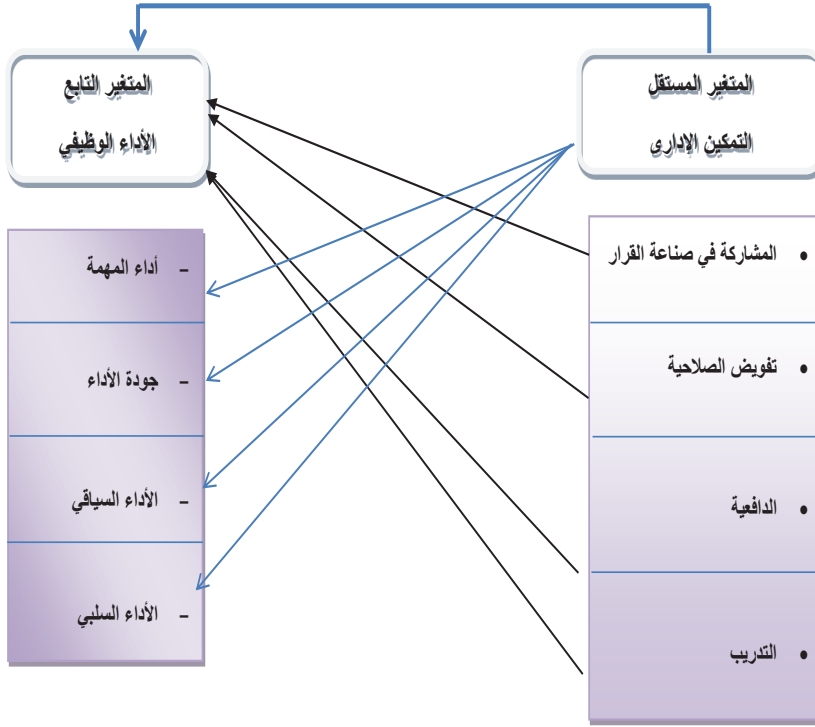 المتغير المستقل
التمكين الإدارى
المتغير التابع
الأداء الوظيفي
• المشاركة في صناعة القرار
• تفويض الصلاحية
• الدافعية
• التدريب
- أداء المهمة
- جودة الأداء
- الأداء السياقي
- الأداء السلبي